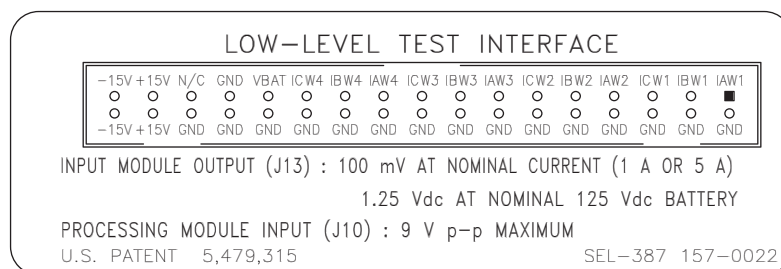 LOW–LEVEL TEST INTERFACE
–15V +15V N/C GND VBAT ICW4 IBW4 IAW4 ICW3 IBW3 IAW3 ICW2 IBW2 IAW2 ICW1 IBW1 IAW1
–15V +15V GND GND GND GND GND GND GND GND GND GND GND GND GND GND GND
INPUT MODULE OUTPUT (J13) : 100 mV AT NOMINAL CURRENT (1 A OR 5 A)
1.25 Vdc AT NOMINAL 125 Vdc BATTERY
PROCESSING MODULE INPUT (J10) : 9 V p–p MAXIMUM
U.S. PATENT 5,479,315 SEL–387 157–0022